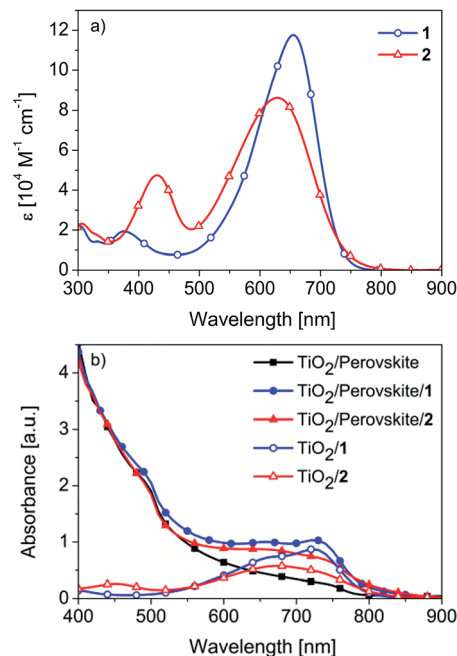 a)
1
2
12
10
8
6
4
2
0
ε [10⁴ M⁻¹ cm⁻¹]
300 400 500 600 700 800 900
Wavelength [nm]
b)
TiO₂/Perovskite
TiO₂/Perovskite/1
TiO₂/Perovskite/2
TiO₂/1
TiO₂/2
4
3
2
1
0
Absorbance [a.u.]
400 500 600 700 800 900
Wavelength [nm]